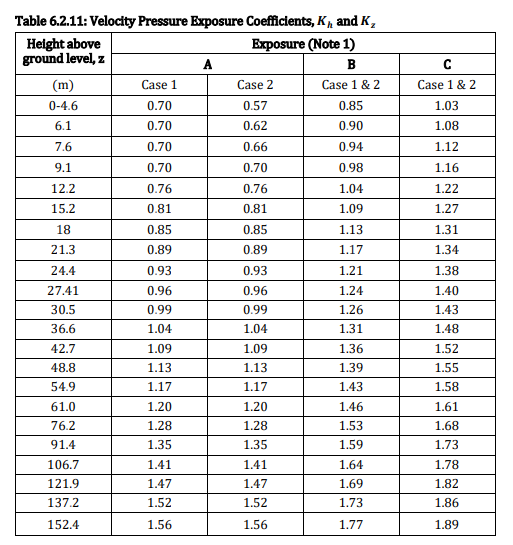 Table 6.2.11: Velocity Pressure Exposure Coefficients, K_h and K_z
Height above ground level, z Exposure (Note 1)
A B C
(m) Case 1 Case 2 Case 1 & 2 Case 1 & 2
0-4.6 0.70 0.57 0.85 1.03
6.1 0.70 0.62 0.90 1.08
7.6 0.70 0.66 0.94 1.12
9.1 0.70 0.70 0.98 1.16
12.2 0.76 0.76 1.04 1.22
15.2 0.81 0.81 1.09 1.27
18 0.85 0.85 1.13 1.31
21.3 0.89 0.89 1.17 1.34
24.4 0.93 0.93 1.21 1.38
27.41 0.96 0.96 1.24 1.40
30.5 0.99 0.99 1.26 1.43
36.6 1.04 1.04 1.31 1.48
42.7 1.09 1.09 1.36 1.52
48.8 1.13 1.13 1.39 1.55
54.9 1.17 1.17 1.43 1.58
61.0 1.20 1.20 1.46 1.61
76.2 1.28 1.28 1.53 1.68
91.4 1.35 1.35 1.59 1.73
106.7 1.41 1.41 1.64 1.78
121.9 1.47 1.47 1.69 1.82
137.2 1.52 1.52 1.73 1.86
152.4 1.56 1.56 1.77 1.89